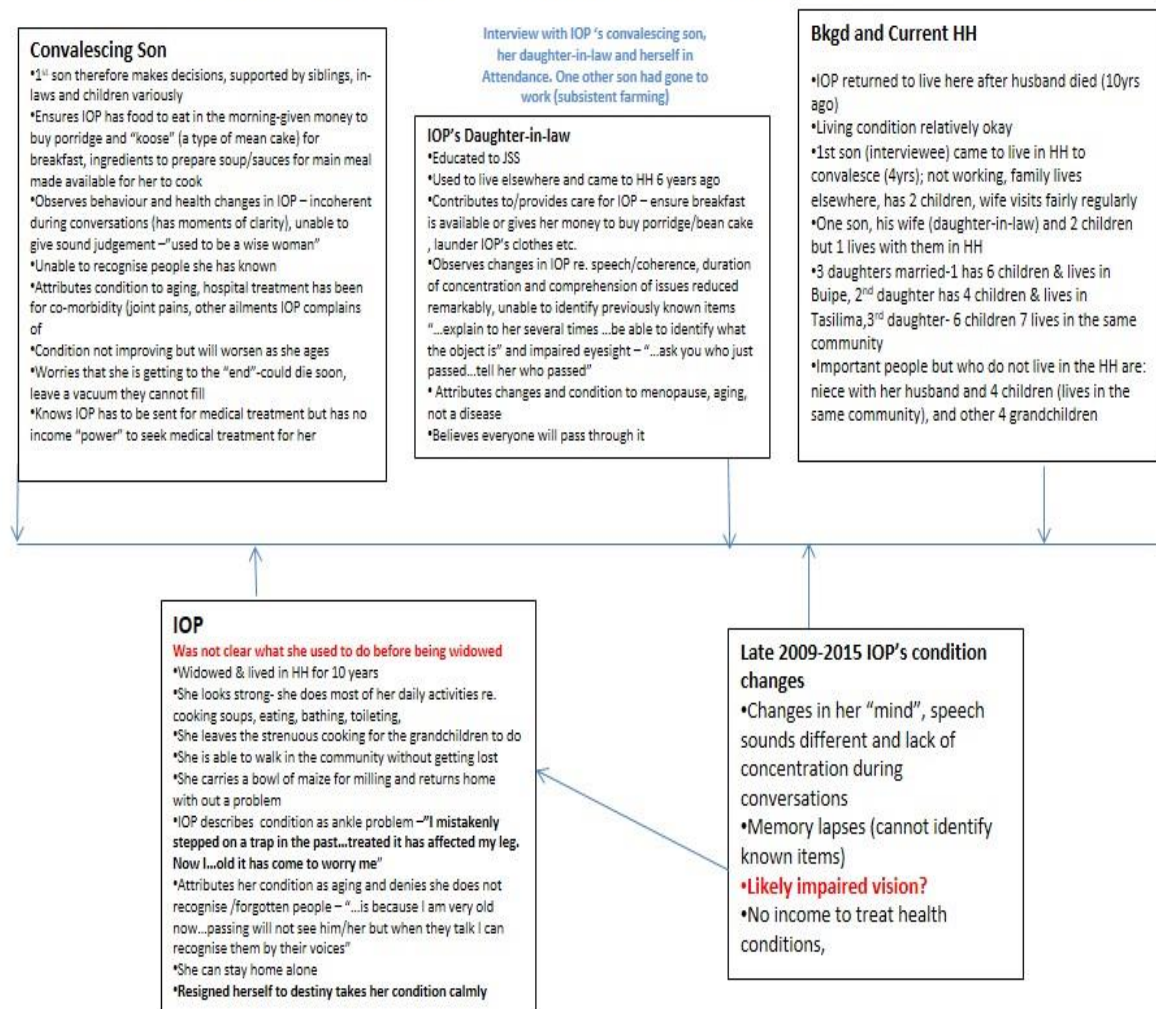 Convalescing Son
•1st son therefore makes decisions, supported by siblings, in-
laws and children variously
•Ensures IOP has food to eat in the morning-given money to
buy porridge and “koose” (a type of mean cake) for
breakfast, ingredients to prepare soup/sauces for main meal
made available for her to cook
•Observes behaviour and health changes in IOP – incoherent
during conversations (has moments of clarity), unable to
give sound judgement –”used to be a wise woman”
•Unable to recognise people she has known
•Attributes condition to aging, hospital treatment has been
for co-morbidity (joint pains, other ailments IOP complains
of
•Condition not improving but will worsen as she ages
•Worries that she is getting to the “end”-could die soon,
leave a vacuum they cannot fill
•Knows IOP has to be sent for medical treatment but has no
income “power” to seek medical treatment for her
Interview with IOP ‘s convalescing son,
her daughter-in-law and herself in
Attendance. One other son had gone to
work (subsistent farming)
IOP’s Daughter-in-law
•Educated to JSS
•Used to live elsewhere and came to HH 6 years ago
•Contributes to/provides care for IOP – ensure breakfast
is available or gives her money to buy porridge/bean cake
, launder IOP’s clothes etc.
•Observes changes in IOP re. speech/coherence, duration
of concentration and comprehension of issues reduced
remarkably, unable to identify previously known items
“...explain to her several times ...be able to identify what
the object is” and impaired eyesight – “...ask you who just
passed...tell her who passed”
• Attributes changes and condition to menopause, aging,
not a disease
•Believes everyone will pass through it
Bkgd and Current HH
•IOP returned to live here after husband died (10yrs
ago)
•Living condition relatively okay
•1st son (interviewee) came to live in HH to
convalesce (4yrs); not working, family lives
elsewhere, has 2 children, wife visits fairly regularly
•One son, his wife (daughter-in-law) and 2 children
but 1 lives with them in HH
•3 daughters married-1 has 6 children & lives in
Buipe, 2nd daughter has 4 children & lives in
Tasilima,3rd daughter- 6 children 7 lives in the same
community
•Important people but who do not live in the HH are:
niece with her husband and 4 children (lives in the
same community), and other 4 grandchildren
IOP
Was not clear what she used to do before being widowed
•Widowed & lived in HH for 10 years
•She looks strong- she does most of her daily activities re.
cooking soups, eating, bathing, toileting,
•She leaves the strenuous cooking for the grandchildren to do
•She is able to walk in the community without getting lost
•She carries a bowl of maize for milling and returns home
with out a problem
•IOP describes condition as ankle problem –”I mistakenly
stepped on a trap in the past...treated it has affected my leg.
Now I...old it has come to worry me”
•Attributes her condition as aging and denies she does not
recognise /forgotten people – “...is because I am very old
now...passing will not see him/her but when they talk I can
recognise them by their voices”
•She can stay home alone
•Resigned herself to destiny takes her condition calmly
Late 2009-2015 IOP’s condition
changes
•Changes in her “mind”, speech
sounds different and lack of
concentration during
conversations
•Memory lapses (cannot identify
known items)
•Likely impaired vision?
•No income to treat health
conditions,